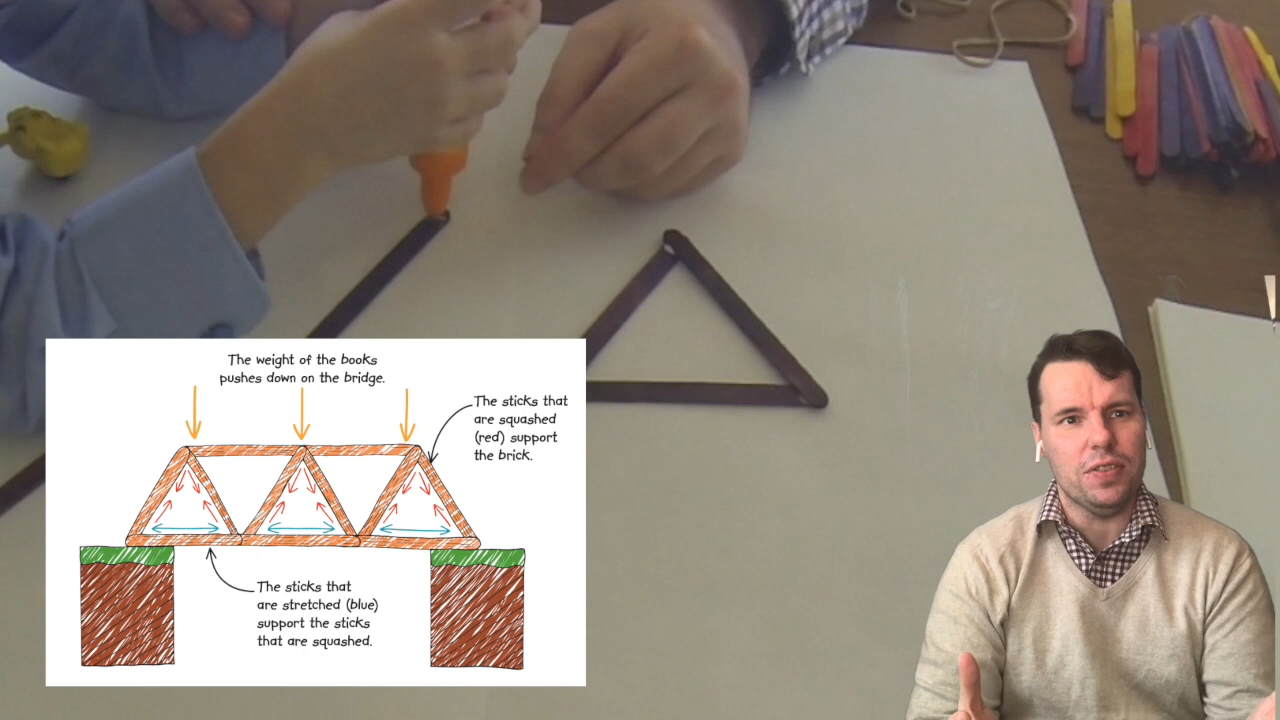 The weight of the books
pushes down on the bridge.
The sticks that
are squashed
(red) support
the brick.
The sticks that
are stretched (blue)
support the sticks
that are squashed.